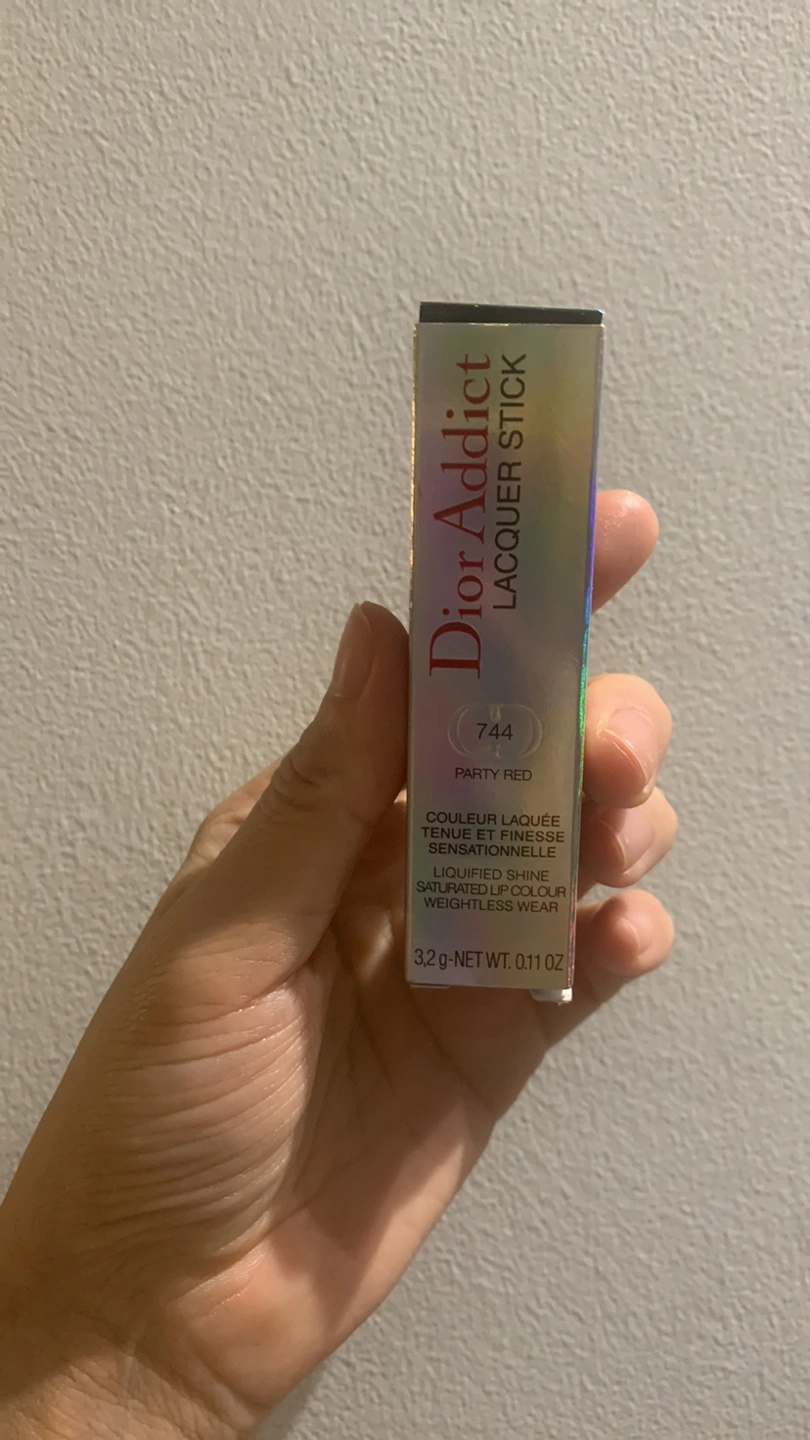 Dior Addict
LACQUER STICK
744
PARTY RED
COULEUR LAQUÉE
TENUE ET FINESSE
SENSATIONNELLE
LIQUIFIED SHINE
SATURATED LIP COLOUR
WEIGHTLESS WEAR
3,2 g-NET WT. 0.11 OZ